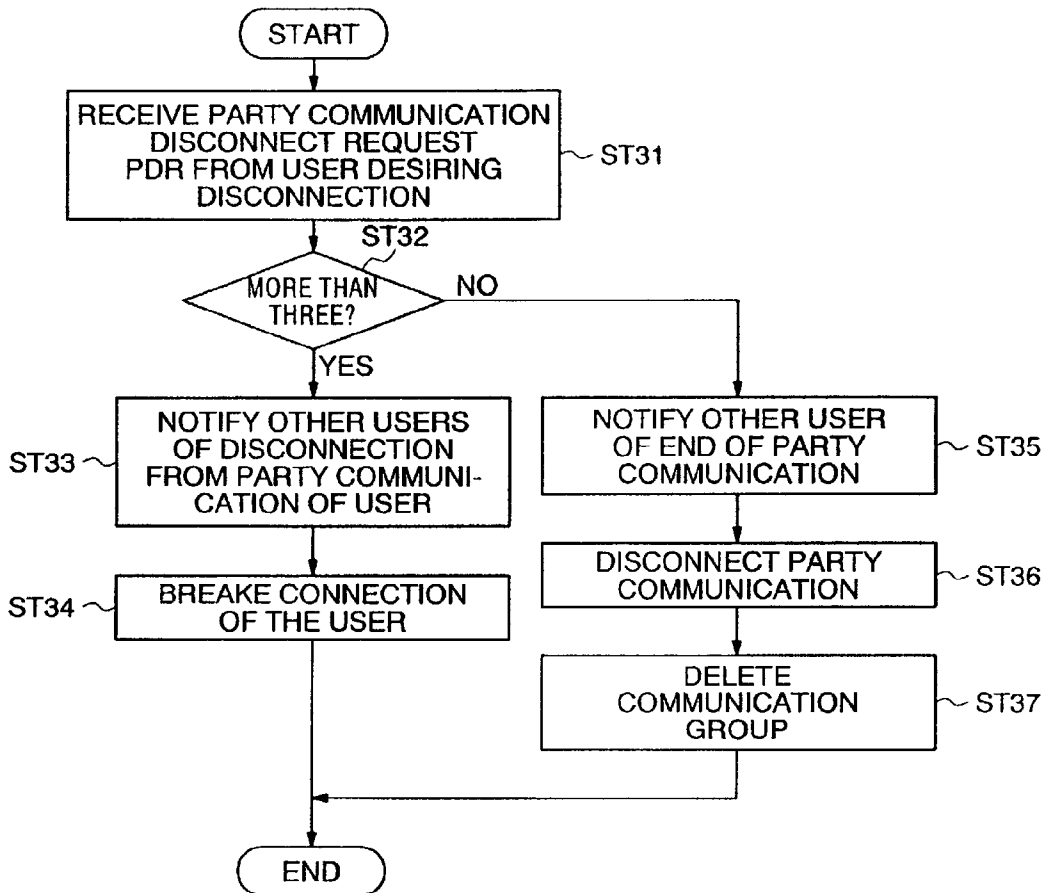 START
RECEIVE PARTY COMMUNICATION
DISCONNECT REQUEST
PDR FROM USER DESIRING
DISCONNECTION
ST31
ST32
MORE THAN
THREE?
NO
YES
NOTIFY OTHER USERS
OF DISCONNECTION
FROM PARTY COMMUNI-
CATION OF USER
ST33
BREAKE CONNECTION
OF THE USER
ST34
NOTIFY OTHER USER
OF END OF PARTY
COMMUNICATION
ST35
DISCONNECT PARTY
COMMUNICATION
ST36
DELETE
COMMUNICATION
GROUP
ST37
END